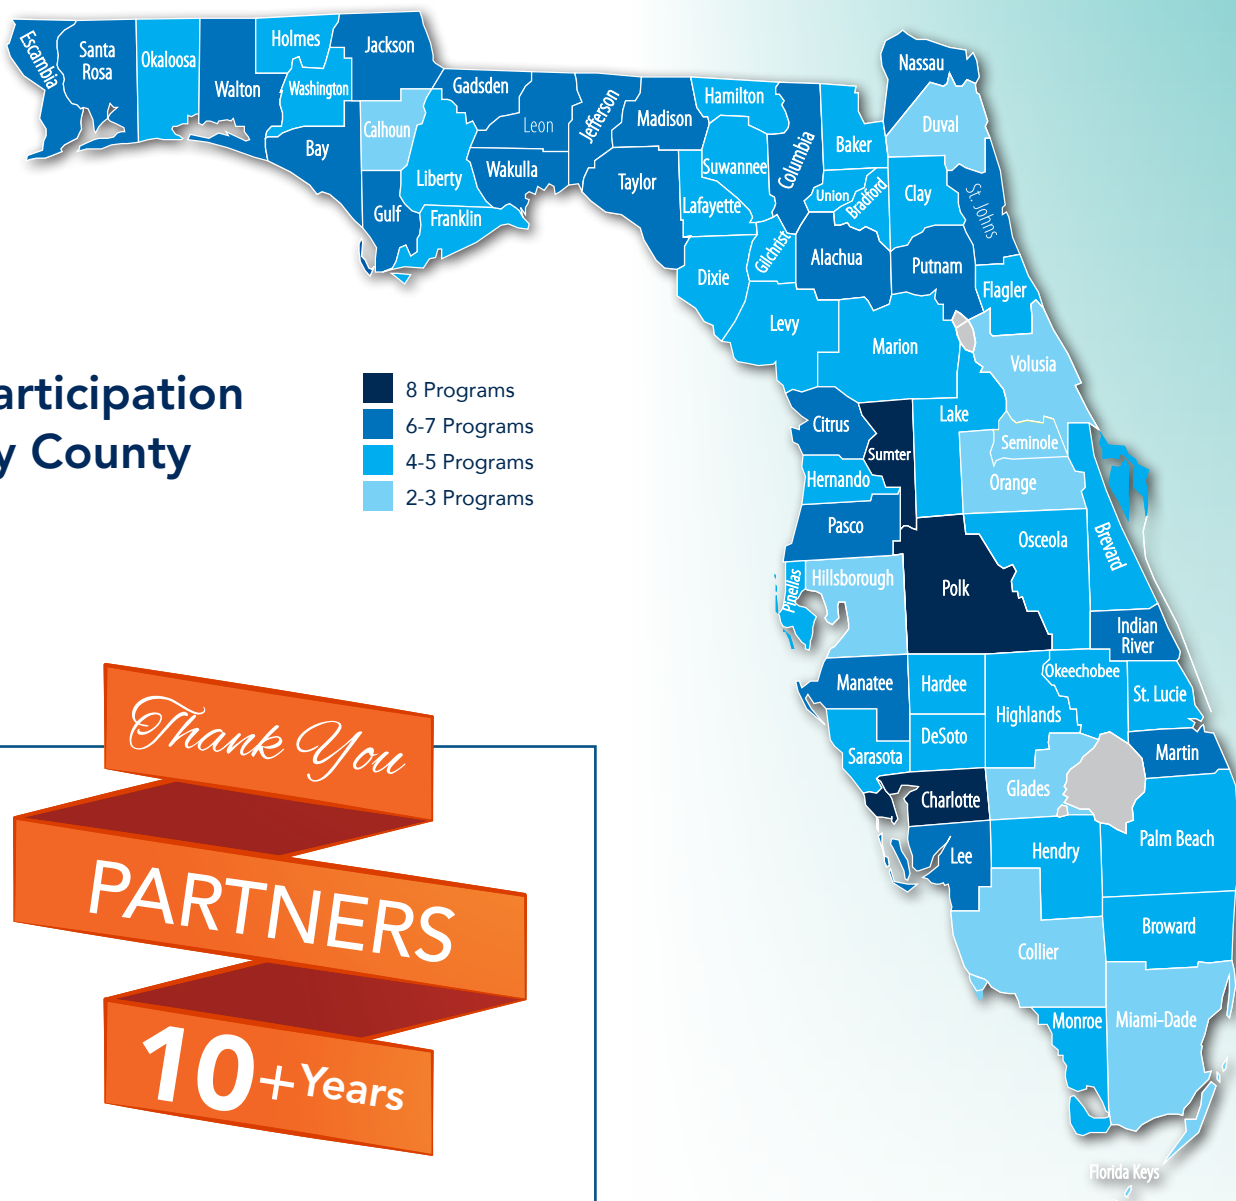 Escambia
Santa
Rosa
Okaloosa
Walton
Holmes
Washington
Jackson
Bay
Calhoun
Gulf
Liberty
Franklin
Gadsden
Leon
Wakulla
Jefferson
Madison
Taylor
Hamilton
Suwannee
Lafayette
Dixie
Columbia
Gilchrist
Baker
Union
Bradford
Alachua
Levy
Nassau
Duval
Clay
St. Johns
Putnam
Flagler
Marion
Volusia
articipation
y County
8 Programs
6-7 Programs
4-5 Programs
2-3 Programs
Citrus
Sumter
Lake
Seminole
Orange
Hernando
Pasco
Pinellas
Hillsborough
Polk
Osceola
Brevard
Indian
River
Manatee
Hardee
Highlands
Okeechobee
St. Lucie
Sarasota
DeSoto
Martin
Charlotte
Glades
Lee
Hendry
Palm Beach
Collier
Broward
Monroe
Miami-Dade
Florida Keys
Thank You
PARTNERS
10+ Years